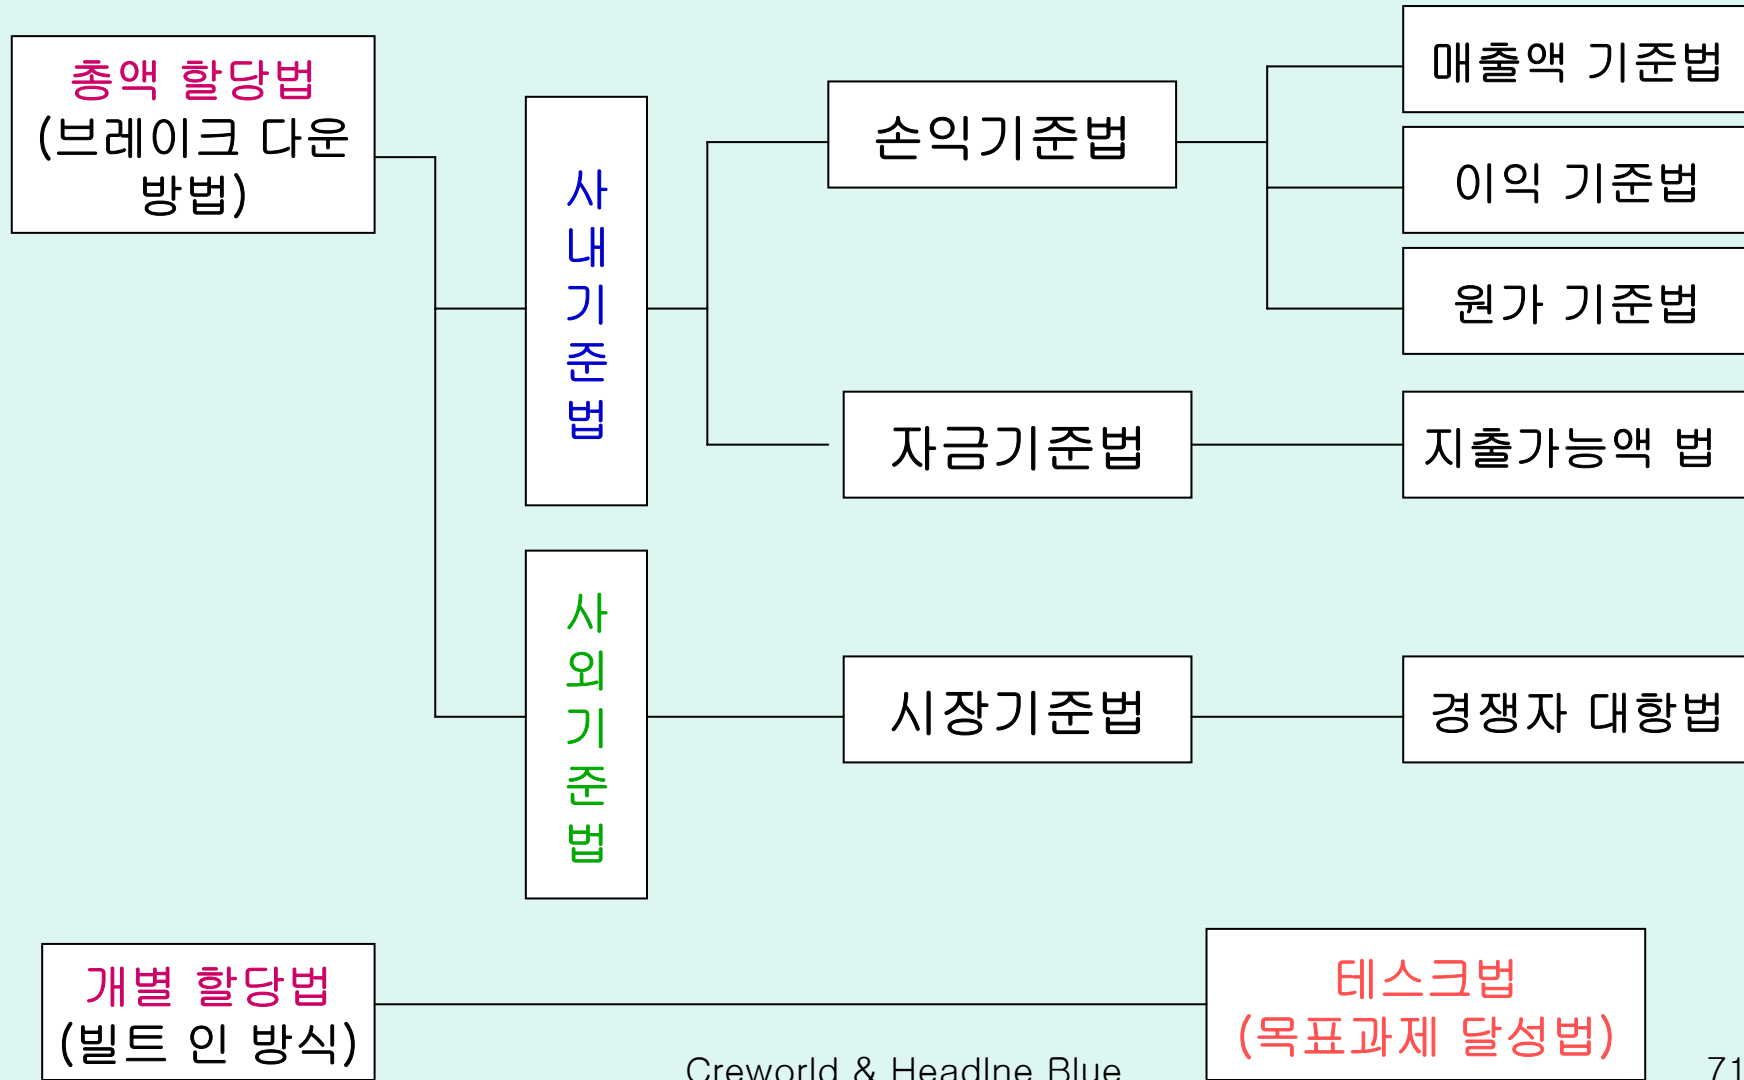 총액 할당법
(브레이크 다운
방법)
사
내
기
준
법
손익기준법
매출액 기준법
이익 기준법
원가 기준법
자금기준법
지출가능액 법
사
외
기
준
법
시장기준법
경쟁자 대항법
개별 할당법
(빌트 인 방식)
테스크법
(목표과제 달성법)
Creworld & Headlne Blue
71